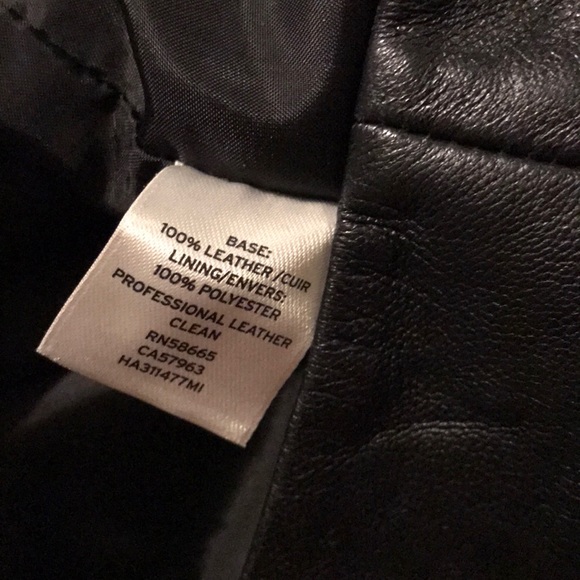 BASE:
100% LEATHER/CUIR
LINING/ENVERS:
100% POLYESTER
PROFESSIONAL LEATHER
CLEAN
RN58665
CA57963
HA311477MI